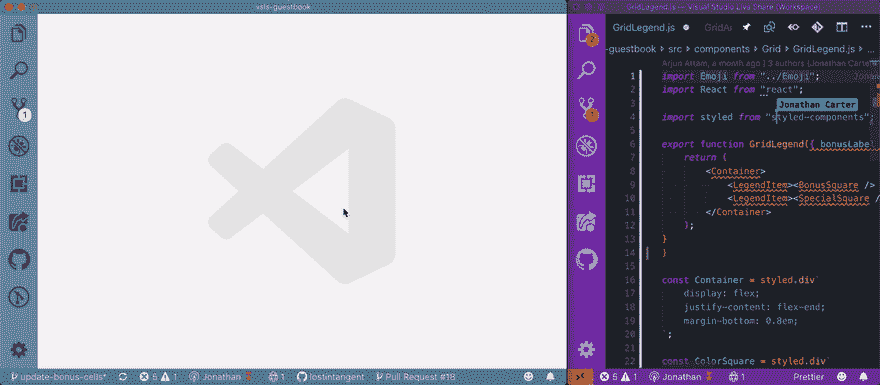 vsls-guestbook
1
update-bonus-cells*
5
1
Jonathan
1
lostintangent
Pull Request #18
GridLegend.js — Visual Studio Live Share (Workspace)
GridLegend.js
-guestbook > src > components > Grid > GridLegend.js > ...
Arjun Attam, a month ago | 3 authors (Jonathan Carter
1 import Emoji from "../Emoji";
2 import React from "react";
Jonathan Carter
3
4 import styled from "styled-components";
5
6 export function GridLegend({ bonusLabel
7 return (
8 <Container>
9 <LegendItem><BonusSquare />
10 <LegendItem><SpecialSquare /
11 </Container>
12 );
13 }
14 }
15
16 const Container = styled.div`
17 display: flex;
18 justify-content: flex-end;
19 margin-bottom: 0.8em;
20 `;
21
22 const ColorSquare = styled.div`
5
1
Jonathan
1
Prettier